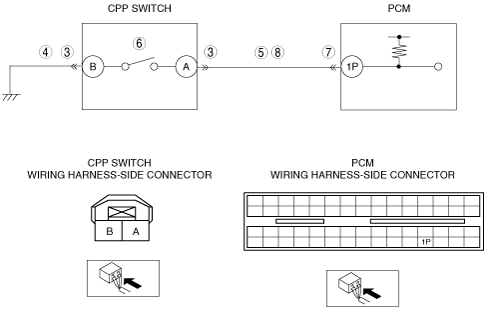 CPP SWITCH
PCM
④ ③ B ⑥ A ③ ⑤ ⑧ ⑦ 1P
CPP SWITCH
WIRING HARNESS-SIDE CONNECTOR
B A
PCM
WIRING HARNESS-SIDE CONNECTOR
1P